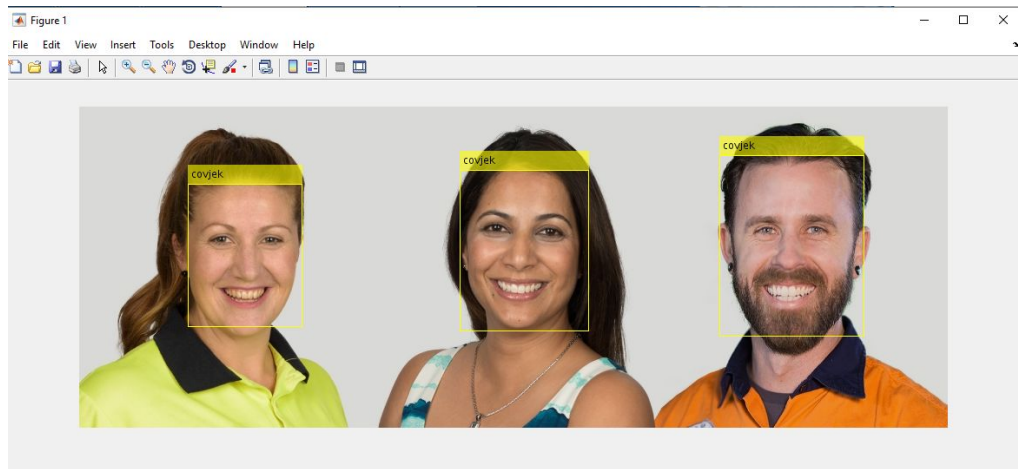 Figure 1
File Edit View Insert Tools Desktop Window Help
covjek
covjek
covjek